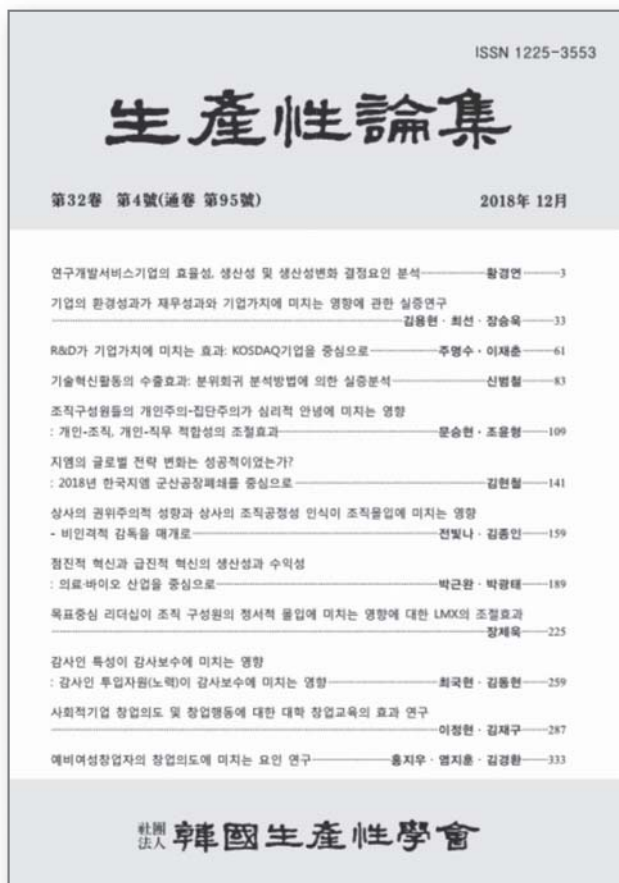 ISSN 1225-3553
生產性論集
第32卷 第4號(通卷 第95號)
2018年 12月
연구개발서비스기업의 효율성, 생산성 및 생산성변화 결정요인 분석 황경연 3
기업의 환경성과가 재무성과와 기업가치에 미치는 영향에 관한 실증연구
김용현·최선·장승욱 33
R&D가 기업가치에 미치는 효과: KOSDAQ기업을 중심으로 주명수·이재춘 61
기술혁신활동의 수출효과: 분위회귀 분석방법에 의한 실증분석 신범철 83
조직구성원들의 개인주의-집단주의가 심리적 안녕에 미치는 영향
: 개인-조직, 개인-직무 적합성의 조절효과 문승현·조윤형 109
지엠의 글로벌 전략 변화는 성공적이었는가?
: 2018년 한국지엠 군산공장폐쇄를 중심으로 김현철 141
상사의 권위주의적 성향과 상사의 조직공정성 인식이 조직몰입에 미치는 영향
- 비인격적 감독을 매개로 전빛나·김종인 159
점진적 혁신과 급진적 혁신의 생산성과 수익성
: 의료·바이오 산업을 중심으로 박근완·박광태 189
목표중심 리더십이 조직 구성원의 정서적 몰입에 미치는 영향에 대한 LMX의 조절효과
장제욱 225
감사인 특성이 감사보수에 미치는 영향
: 감사인 투입자원(노력)이 감사보수에 미치는 영향 최국현·김동현 259
사회적기업 창업의도 및 창업행동에 대한 대학 창업교육의 효과 연구
이정현·김재구 287
예비여성창업자의 창업의도에 미치는 요인 연구 홍지우·염지훈·김경환 333
社團法人 韓國生產性學會